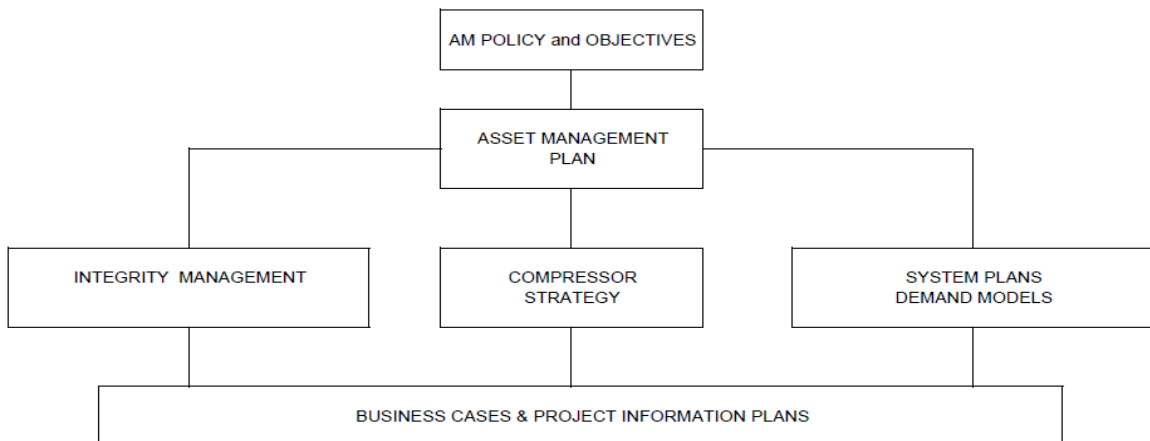 AM POLICY and OBJECTIVES
ASSET MANAGEMENT
PLAN
INTEGRITY MANAGEMENT
COMPRESSOR
STRATEGY
SYSTEM PLANS
DEMAND MODELS
BUSINESS CASES & PROJECT INFORMATION PLANS